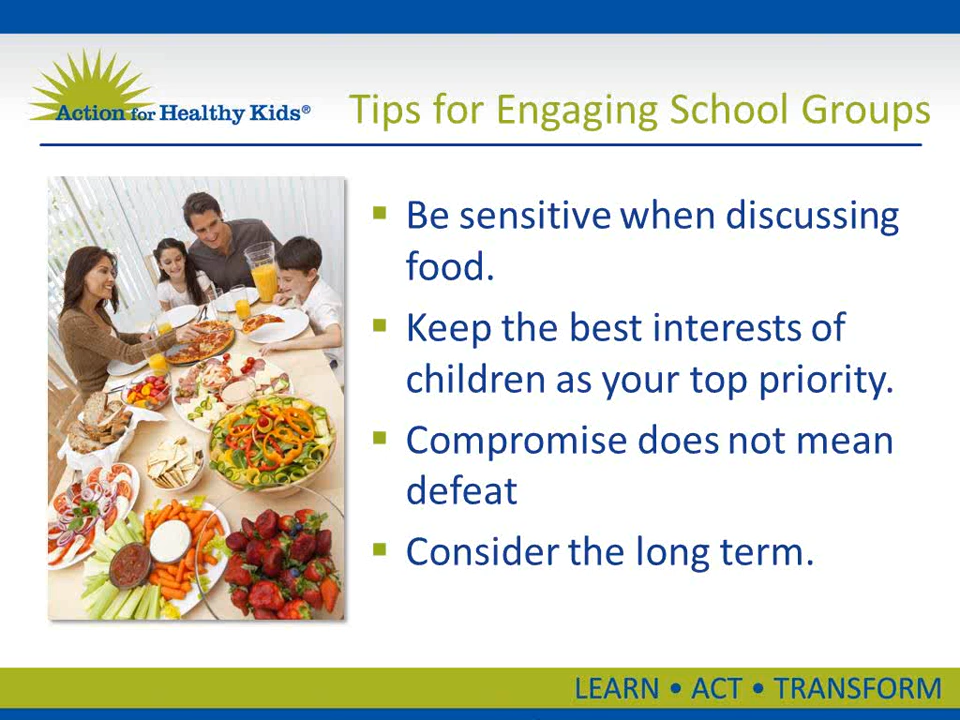 Action for Healthy Kids®
Tips for Engaging School Groups
Be sensitive when discussing
food.
Keep the best interests of
children as your top priority.
Compromise does not mean
defeat
Consider the long term.
LEARN • ACT • TRANSFORM